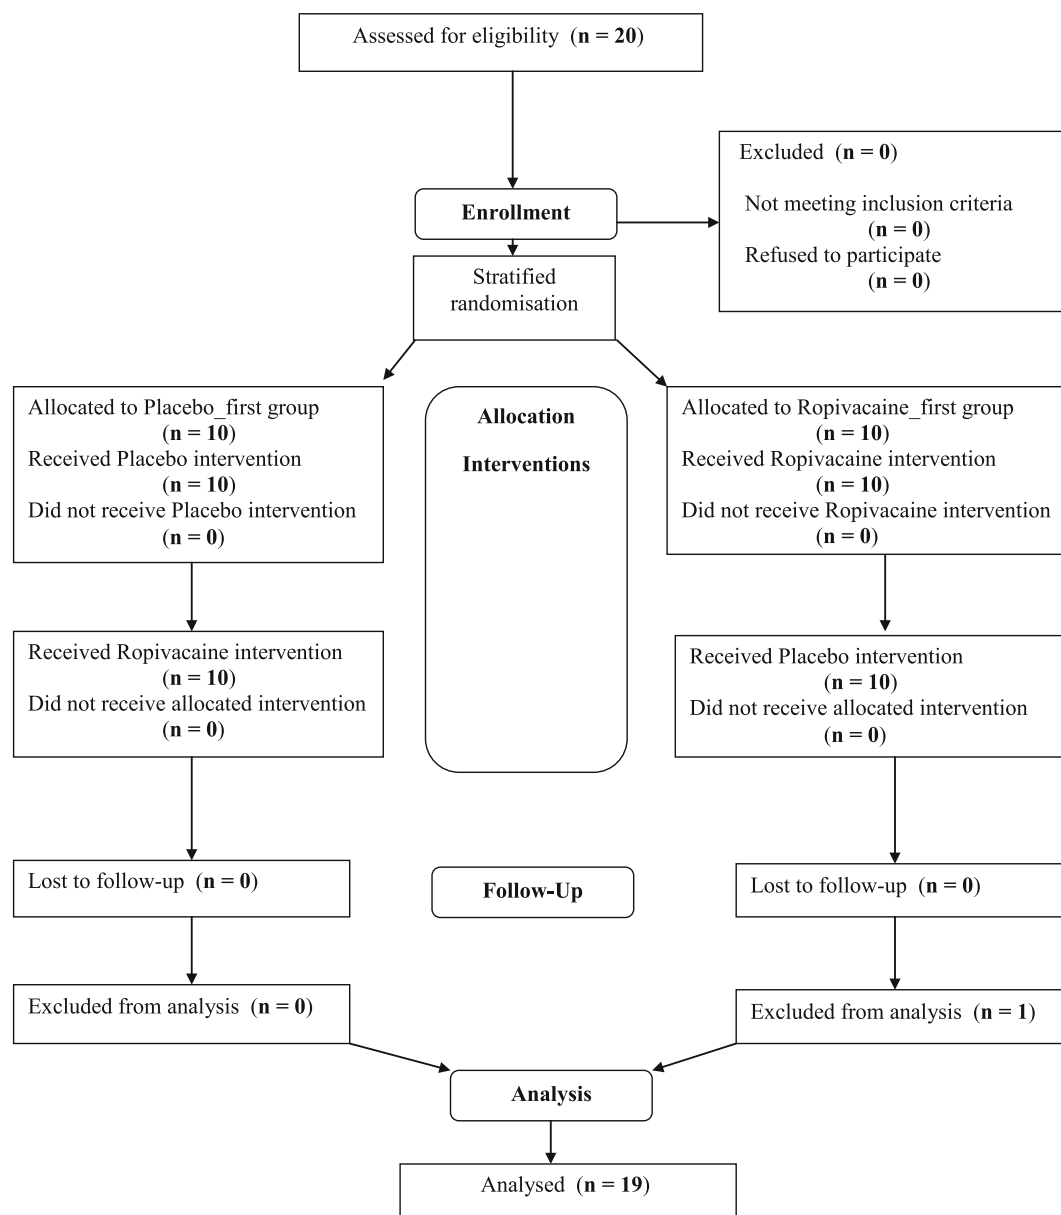 Assessed for eligibility (n = 20)
Excluded (n = 0)
Not meeting inclusion criteria
(n = 0)
Refused to participate
(n = 0)
Enrollment
Stratified
randomisation
Allocated to Placebo_first group
(n = 10)
Received Placebo intervention
(n = 10)
Did not receive Placebo intervention
(n = 0)
Allocation
Interventions
Allocated to Ropivacaine_first group
(n = 10)
Received Ropivacaine intervention
(n = 10)
Did not receive Ropivacaine intervention
(n = 0)
Received Ropivacaine intervention
(n = 10)
Did not receive allocated intervention
(n = 0)
Received Placebo intervention
(n = 10)
Did not receive allocated intervention
(n = 0)
Lost to follow-up (n = 0)
Follow-Up
Lost to follow-up (n = 0)
Excluded from analysis (n = 0)
Excluded from analysis (n = 1)
Analysis
Analysed (n = 19)